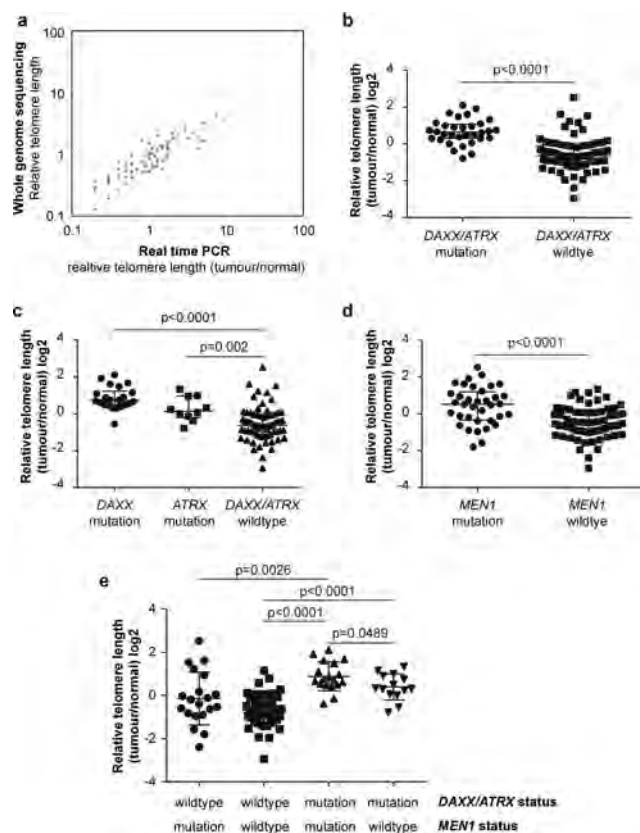 a
Whole genome sequencing
Relative telomere length
100
10
1
0.1
0.1
1
10
100
Real time PCR
realtive telomere length (tumour/normal)
b
p<0.0001
Relative telomere length
(tumour/normal) log2
4
2
0
-2
-4
DAXX/ATRX
mutation
DAXX/ATRX
wildtye
c
p<0.0001
p=0.002
Relative telomere length
(tumour/normal) log2
4
2
0
-2
-4
DAXX
mutation
ATRX
mutation
DAXX/ATRX
wildtype
d
p<0.0001
Relative telomere length
(tumour/normal) log2
4
2
0
-2
-4
MEN1
mutation
MEN1
wildtye
e
p=0.0026
p<0.0001
p<0.0001
p=0.0489
Relative telomere length
(tumour/normal) log2
4
2
0
-2
-4
wildtype wildtype mutation mutation DAXX/ATRX status
mutation wildtype mutation wildtype MEN1 status